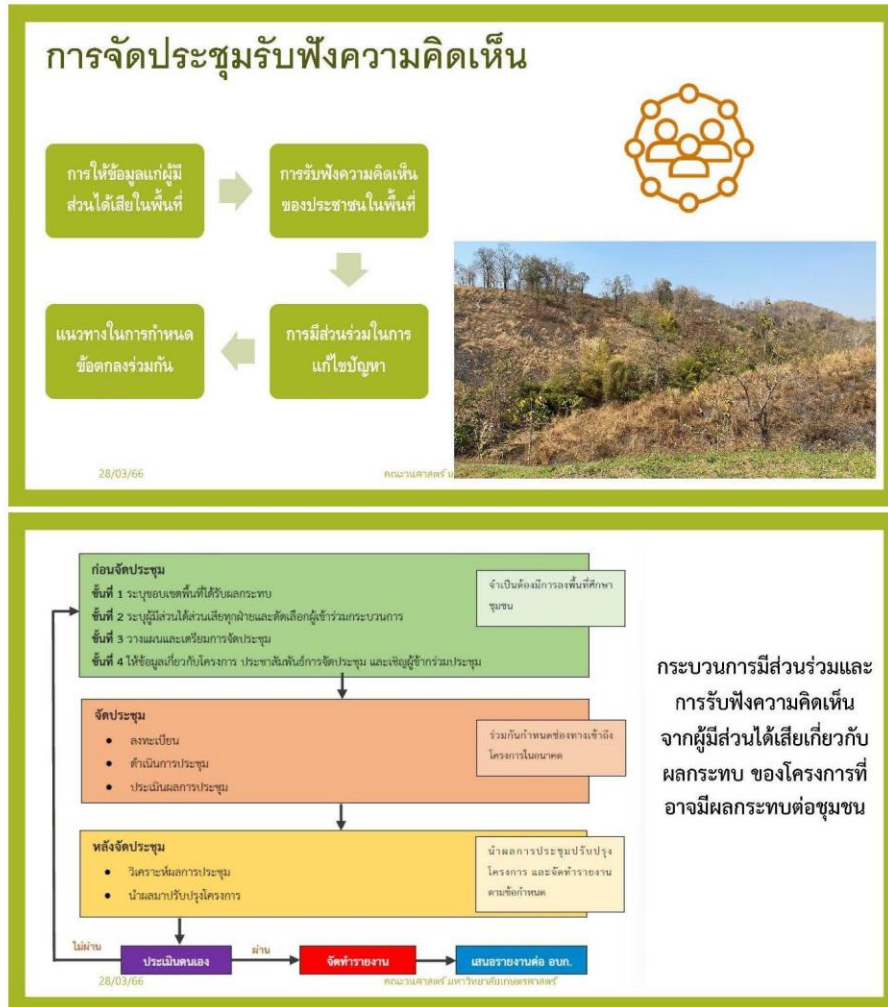 การจัดประชุมรับฟังความคิดเห็น
การให้ข้อมูลแก่ผู้มี
ส่วนได้เสียในพื้นที่
การรับฟังความคิดเห็น
ของประชาชนในพื้นที่
แนวทางในการกำหนด
ข้อตกลงร่วมกัน
การมีส่วนร่วมในการ
แก้ไขปัญหา
28/03/66
คณะวนศาสตร์ ม
ก่อนจัดประชุม
ขั้นที่ 1 ระบุขอบเขตพื้นที่ได้รับผลกระทบ
ขั้นที่ 2 ระบุผู้มีส่วนได้ส่วนเสียทุกฝ่ายและคัดเลือกผู้เข้าร่วมกระบวนการ
ขั้นที่ 3 วางแผนและเตรียมการจัดประชุม
ขั้นที่ 4 ให้ข้อมูลเกี่ยวกับโครงการ ประชาสัมพันธ์การจัดประชุม และเชิญผู้เข้าร่วมประชุม
จำเป็นต้องมีการลงพื้นที่ศึกษา
ชุมชน
จัดประชุม
• ลงทะเบียน
• ดำเนินการประชุม
• ประเมินผลการประชุม
ร่วมกันกำหนดช่องทางเข้าถึง
โครงการในอนาคต
หลังจัดประชุม
• วิเคราะห์ผลการประชุม
• นำผลมาปรับปรุงโครงการ
นำผลการประชุมปรับปรุง
โครงการ และจัดทำรายงาน
ตามข้อกำหนด
ไม่ผ่าน
ประเมินตนเอง
ผ่าน
จัดทำรายงาน
เสนอรายงานต่อ อบก.
28/03/66
คณะวนศาสตร์ มหาวิทยาลัยเกษตรศาสตร์
กระบวนการมีส่วนร่วมและ
การรับฟังความคิดเห็น
จากผู้มีส่วนได้เสียเกี่ยวกับ
ผลกระทบ ของโครงการที่
อาจมีผลกระทบต่อชุมชน